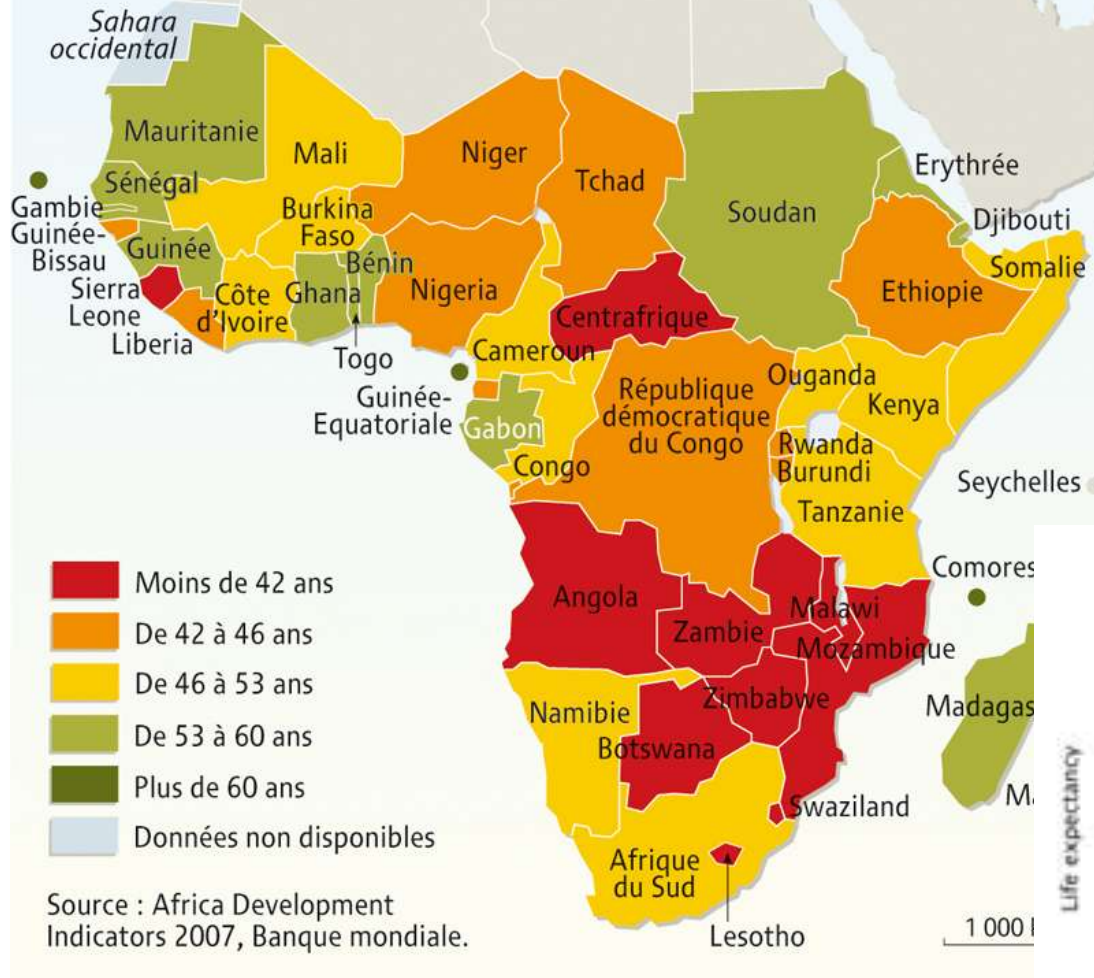 Sahara
occidental
Mauritanie
Mali
Niger
Tchad
Erythrée
Sénégal
Soudan
Gambie
Guinée-
Bissau
Guinée
Burkina
Faso
Bénin
Djibouti
Somalie
Sierra
Leone
Côte
d'Ivoire
Ghana
Nigeria
Ethiopie
Centrafrique
Liberia
Togo
Cameroun
Guinée-
Equatoriale
Gabon
Congo
République
démocratique
du Congo
Ouganda
Kenya
Rwanda
Burundi
Seychelles
Tanzanie
Comores
Angola
Zambie
Malawi
Mozambique
Zimbabwe
Namibie
Botswana
Madagas
Ma
Swaziland
Afrique
du Sud
Lesotho
Moins de 42 ans
De 42 à 46 ans
De 46 à 53 ans
De 53 à 60 ans
Plus de 60 ans
Données non disponibles
Source : Africa Development
Indicators 2007, Banque mondiale.
1 000
Life expectancy